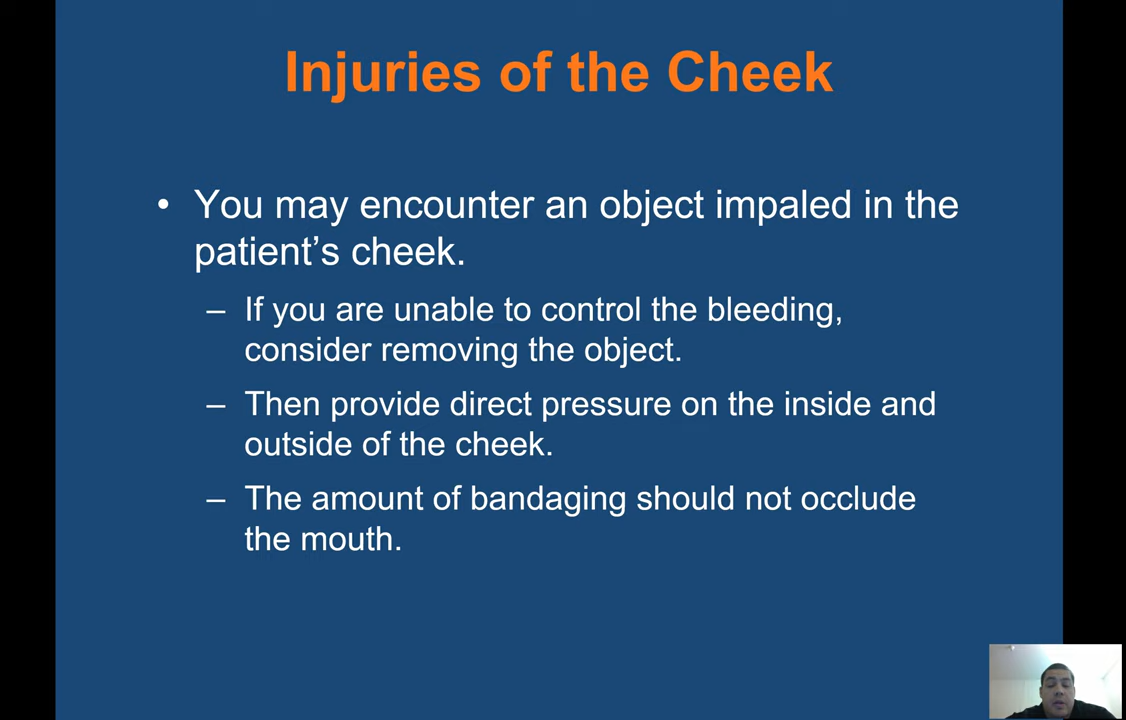 Injuries of the Cheek
• You may encounter an object impaled in the
patient’s cheek.
– If you are unable to control the bleeding,
consider removing the object.
– Then provide direct pressure on the inside and
outside of the cheek.
– The amount of bandaging should not occlude
the mouth.